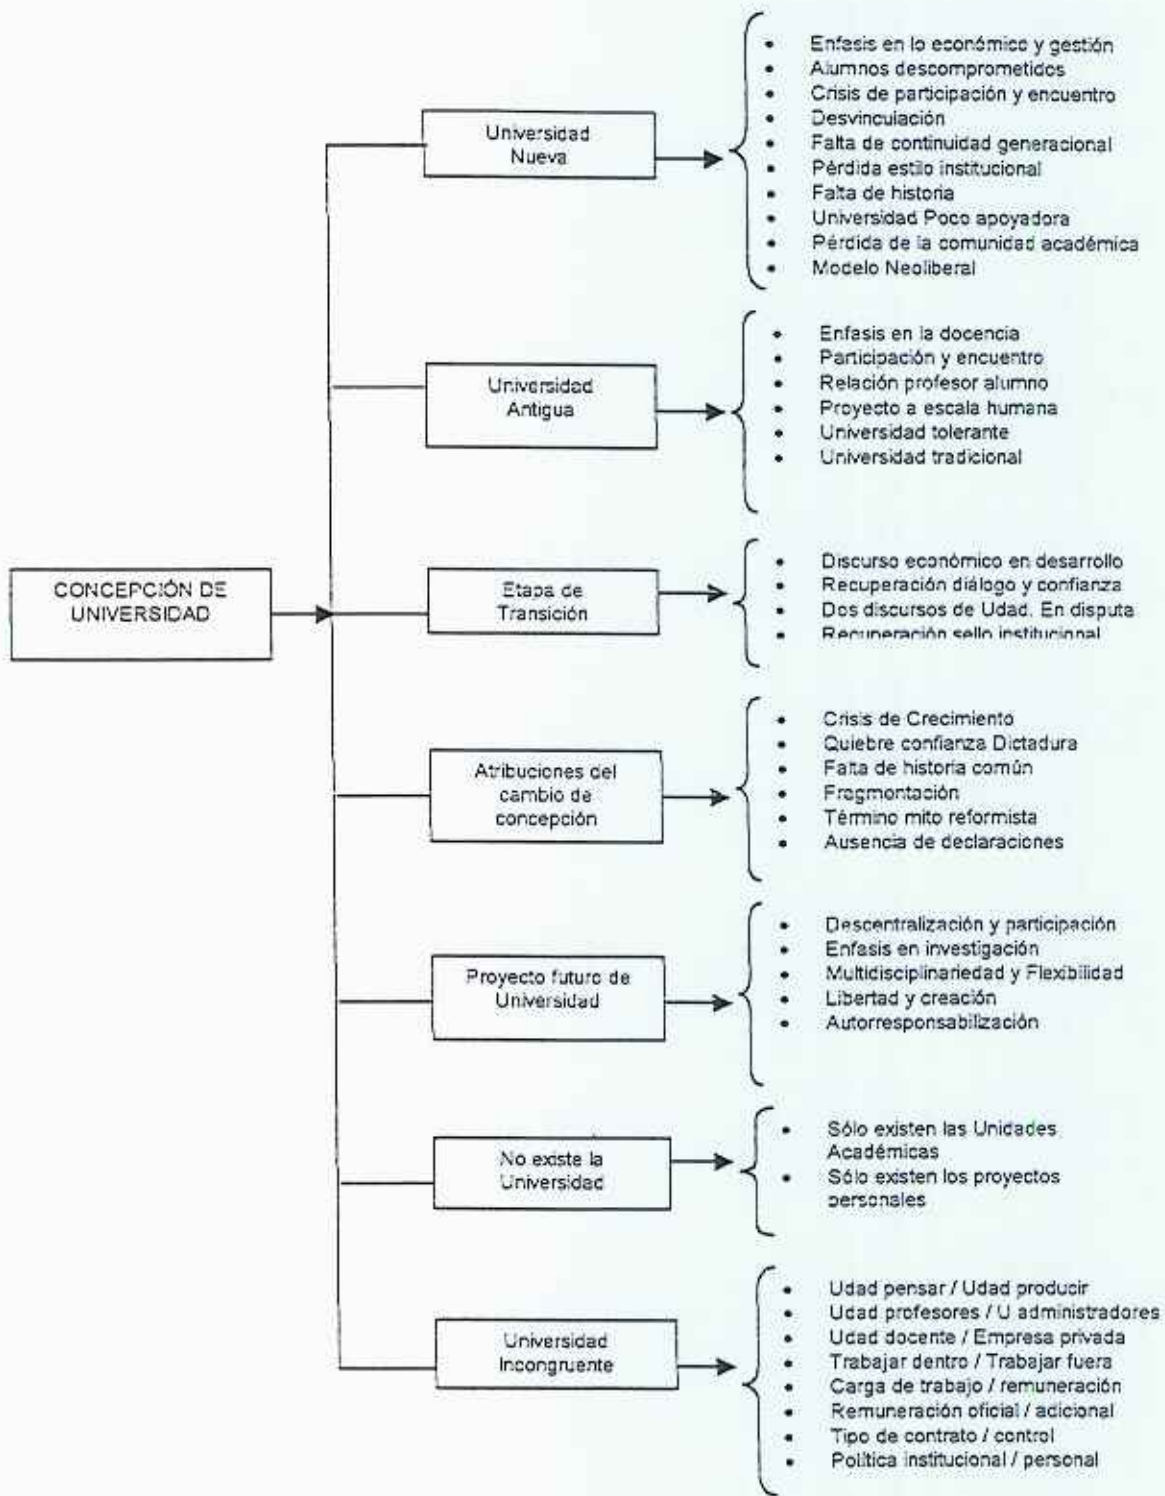 CONCEPCIÓN DE
UNIVERSIDAD
Universidad
Nueva
• Enfasis en lo económico y gestión
• Alumnos descomprometidos
• Crisis de participación y encuentro
• Desvinculación
• Falta de continuidad generacional
• Pérdida estilo institucional
• Falta de historia
• Universidad Poco apoyadora
• Pérdida de la comunidad académica
• Modelo Neoliberal
Universidad
Antigua
• Enfasis en la docencia
• Participación y encuentro
• Relación profesor alumno
• Proyecto a escala humana
• Universidad tolerante
• Universidad tradicional
Etapa de
Transición
• Discurso económico en desarrollo
• Recuperación diálogo y confianza
• Dos discursos de Udad. En disputa
• Recuperación sello institucional
Atribuciones del
cambio de
concepción
• Crisis de Crecimiento
• Quiebre confianza Dictadura
• Falta de historia común
• Fragmentación
• Término mito reformista
• Ausencia de declaraciones
Proyecto futuro de
Universidad
• Descentralización y participación
• Enfasis en investigación
• Multidisciplinariedad y Flexibilidad
• Libertad y creación
• Autorresponsabilización
No existe la
Universidad
• Sólo existen las Unidades
Académicas
• Sólo existen los proyectos
personales
Universidad
Incongruente
• Udad pensar / Udad producir
• Udad profesores / U administradores
• Udad docente / Empresa privada
• Trabajar dentro / Trabajar fuera
• Carga de trabajo / remuneración
• Remuneración oficial / adicional
• Tipo de contrato / control
• Política institucional / personal